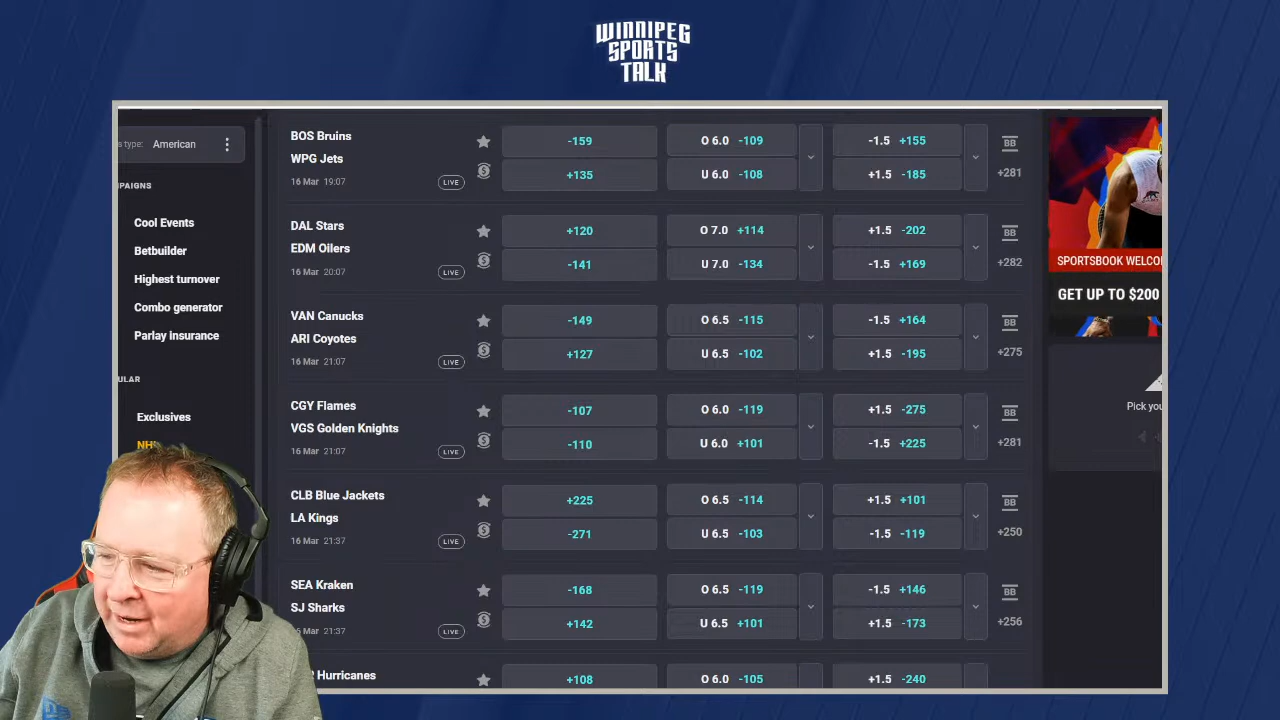 WINNIPEG
SPORTS
TALK
s type: American
PAIGNS
Cool Events
Betbuilder
Highest turnover
Combo generator
Parlay insurance
ULAR
Exclusives
NH
BOS Bruins
WPG Jets
16 Mar 19:07 LIVE
-159
+135
O 6.0 -109
U 6.0 -108
-1.5 +155
+1.5 -185
BB
+281
DAL Stars
EDM Oilers
16 Mar 20:07 LIVE
+120
-141
O 7.0 +114
U 7.0 -134
+1.5 -202
-1.5 +169
BB
+282
VAN Canucks
ARI Coyotes
16 Mar 21:07 LIVE
-149
+127
O 6.5 -115
U 6.5 -102
-1.5 +164
+1.5 -195
BB
+275
CGY Flames
VGS Golden Knights
16 Mar 21:07 LIVE
-107
-110
O 6.0 -119
U 6.0 +101
+1.5 -275
-1.5 +225
BB
+281
CLB Blue Jackets
LA Kings
16 Mar 21:37 LIVE
+225
-271
O 6.5 -114
U 6.5 -103
+1.5 +101
-1.5 -119
BB
+250
SEA Kraken
SJ Sharks
16 Mar 21:37 LIVE
-168
+142
O 6.5 -119
U 6.5 +101
-1.5 +146
+1.5 -173
BB
+256
Hurricanes
+108
O 6.0 -105
+1.5 -240
SPORTSBOOK WELCO
GET UP TO $200
Pick you